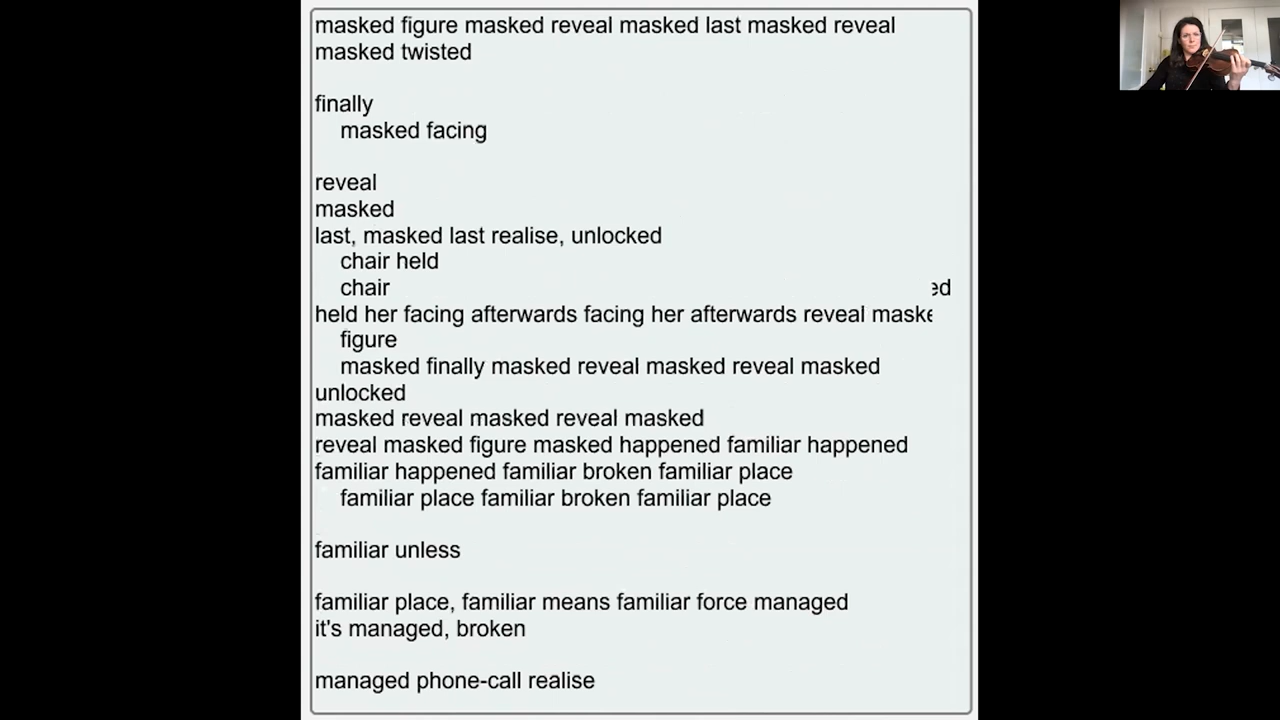 masked figure masked reveal masked last masked reveal
masked twisted
finally
masked facing
reveal
masked
last, masked last realise, unlocked
chair held
chair
held her facing afterwards facing her afterwards reveal
figure
masked finally masked reveal masked reveal masked
unlocked
masked reveal masked reveal masked
reveal masked figure masked happened familiar happened
familiar happened familiar broken familiar place
familiar place familiar broken familiar place
familiar unless
familiar place, familiar means familiar force managed
it's managed, broken
managed phone-call realise